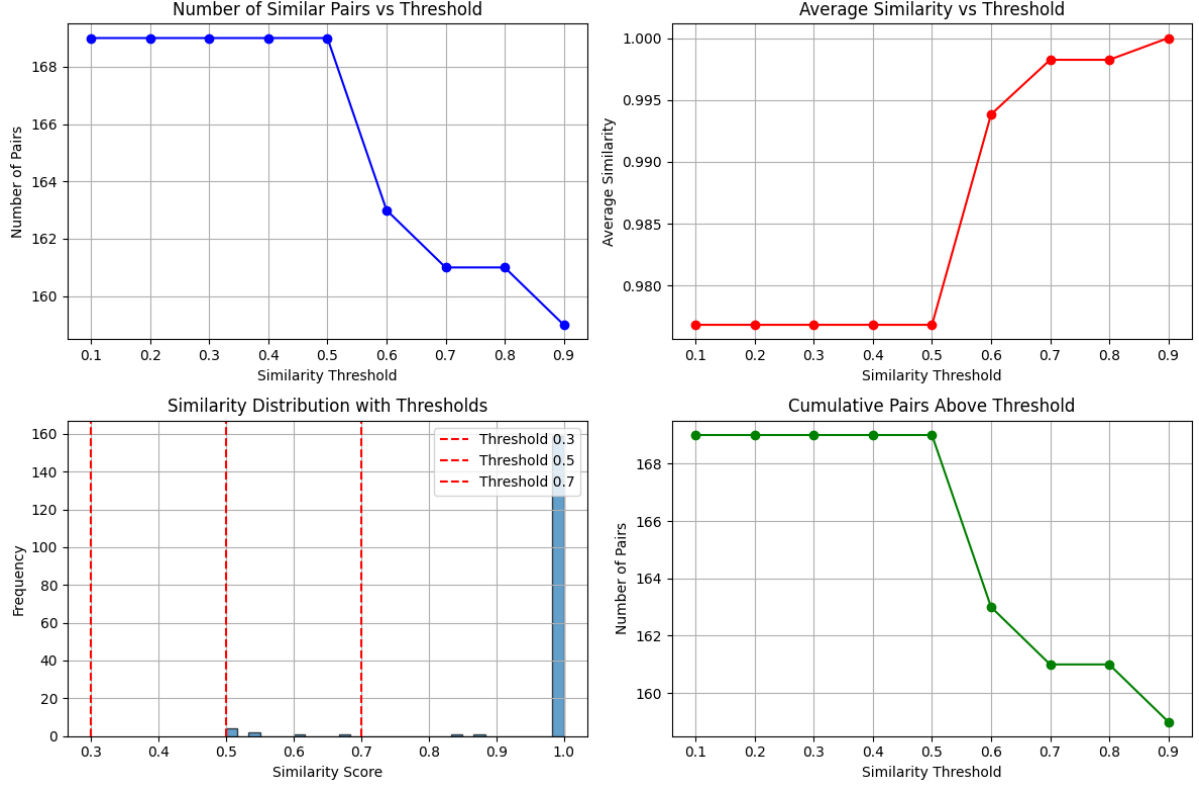 Number of Similar Pairs vs Threshold
168
166
164
162
160
Number of Pairs
0.1 0.2 0.3 0.4 0.5 0.6 0.7 0.8 0.9
Similarity Threshold
Average Similarity vs Threshold
1.000
0.995
0.990
0.985
0.980
Average Similarity
0.1 0.2 0.3 0.4 0.5 0.6 0.7 0.8 0.9
Similarity Threshold
Similarity Distribution with Thresholds
160
140
120
100
80
60
40
20
0
Frequency
Threshold 0.3
Threshold 0.5
Threshold 0.7
0.3 0.4 0.5 0.6 0.7 0.8 0.9 1.0
Similarity Score
Cumulative Pairs Above Threshold
168
166
164
162
160
Number of Pairs
0.1 0.2 0.3 0.4 0.5 0.6 0.7 0.8 0.9
Similarity Threshold